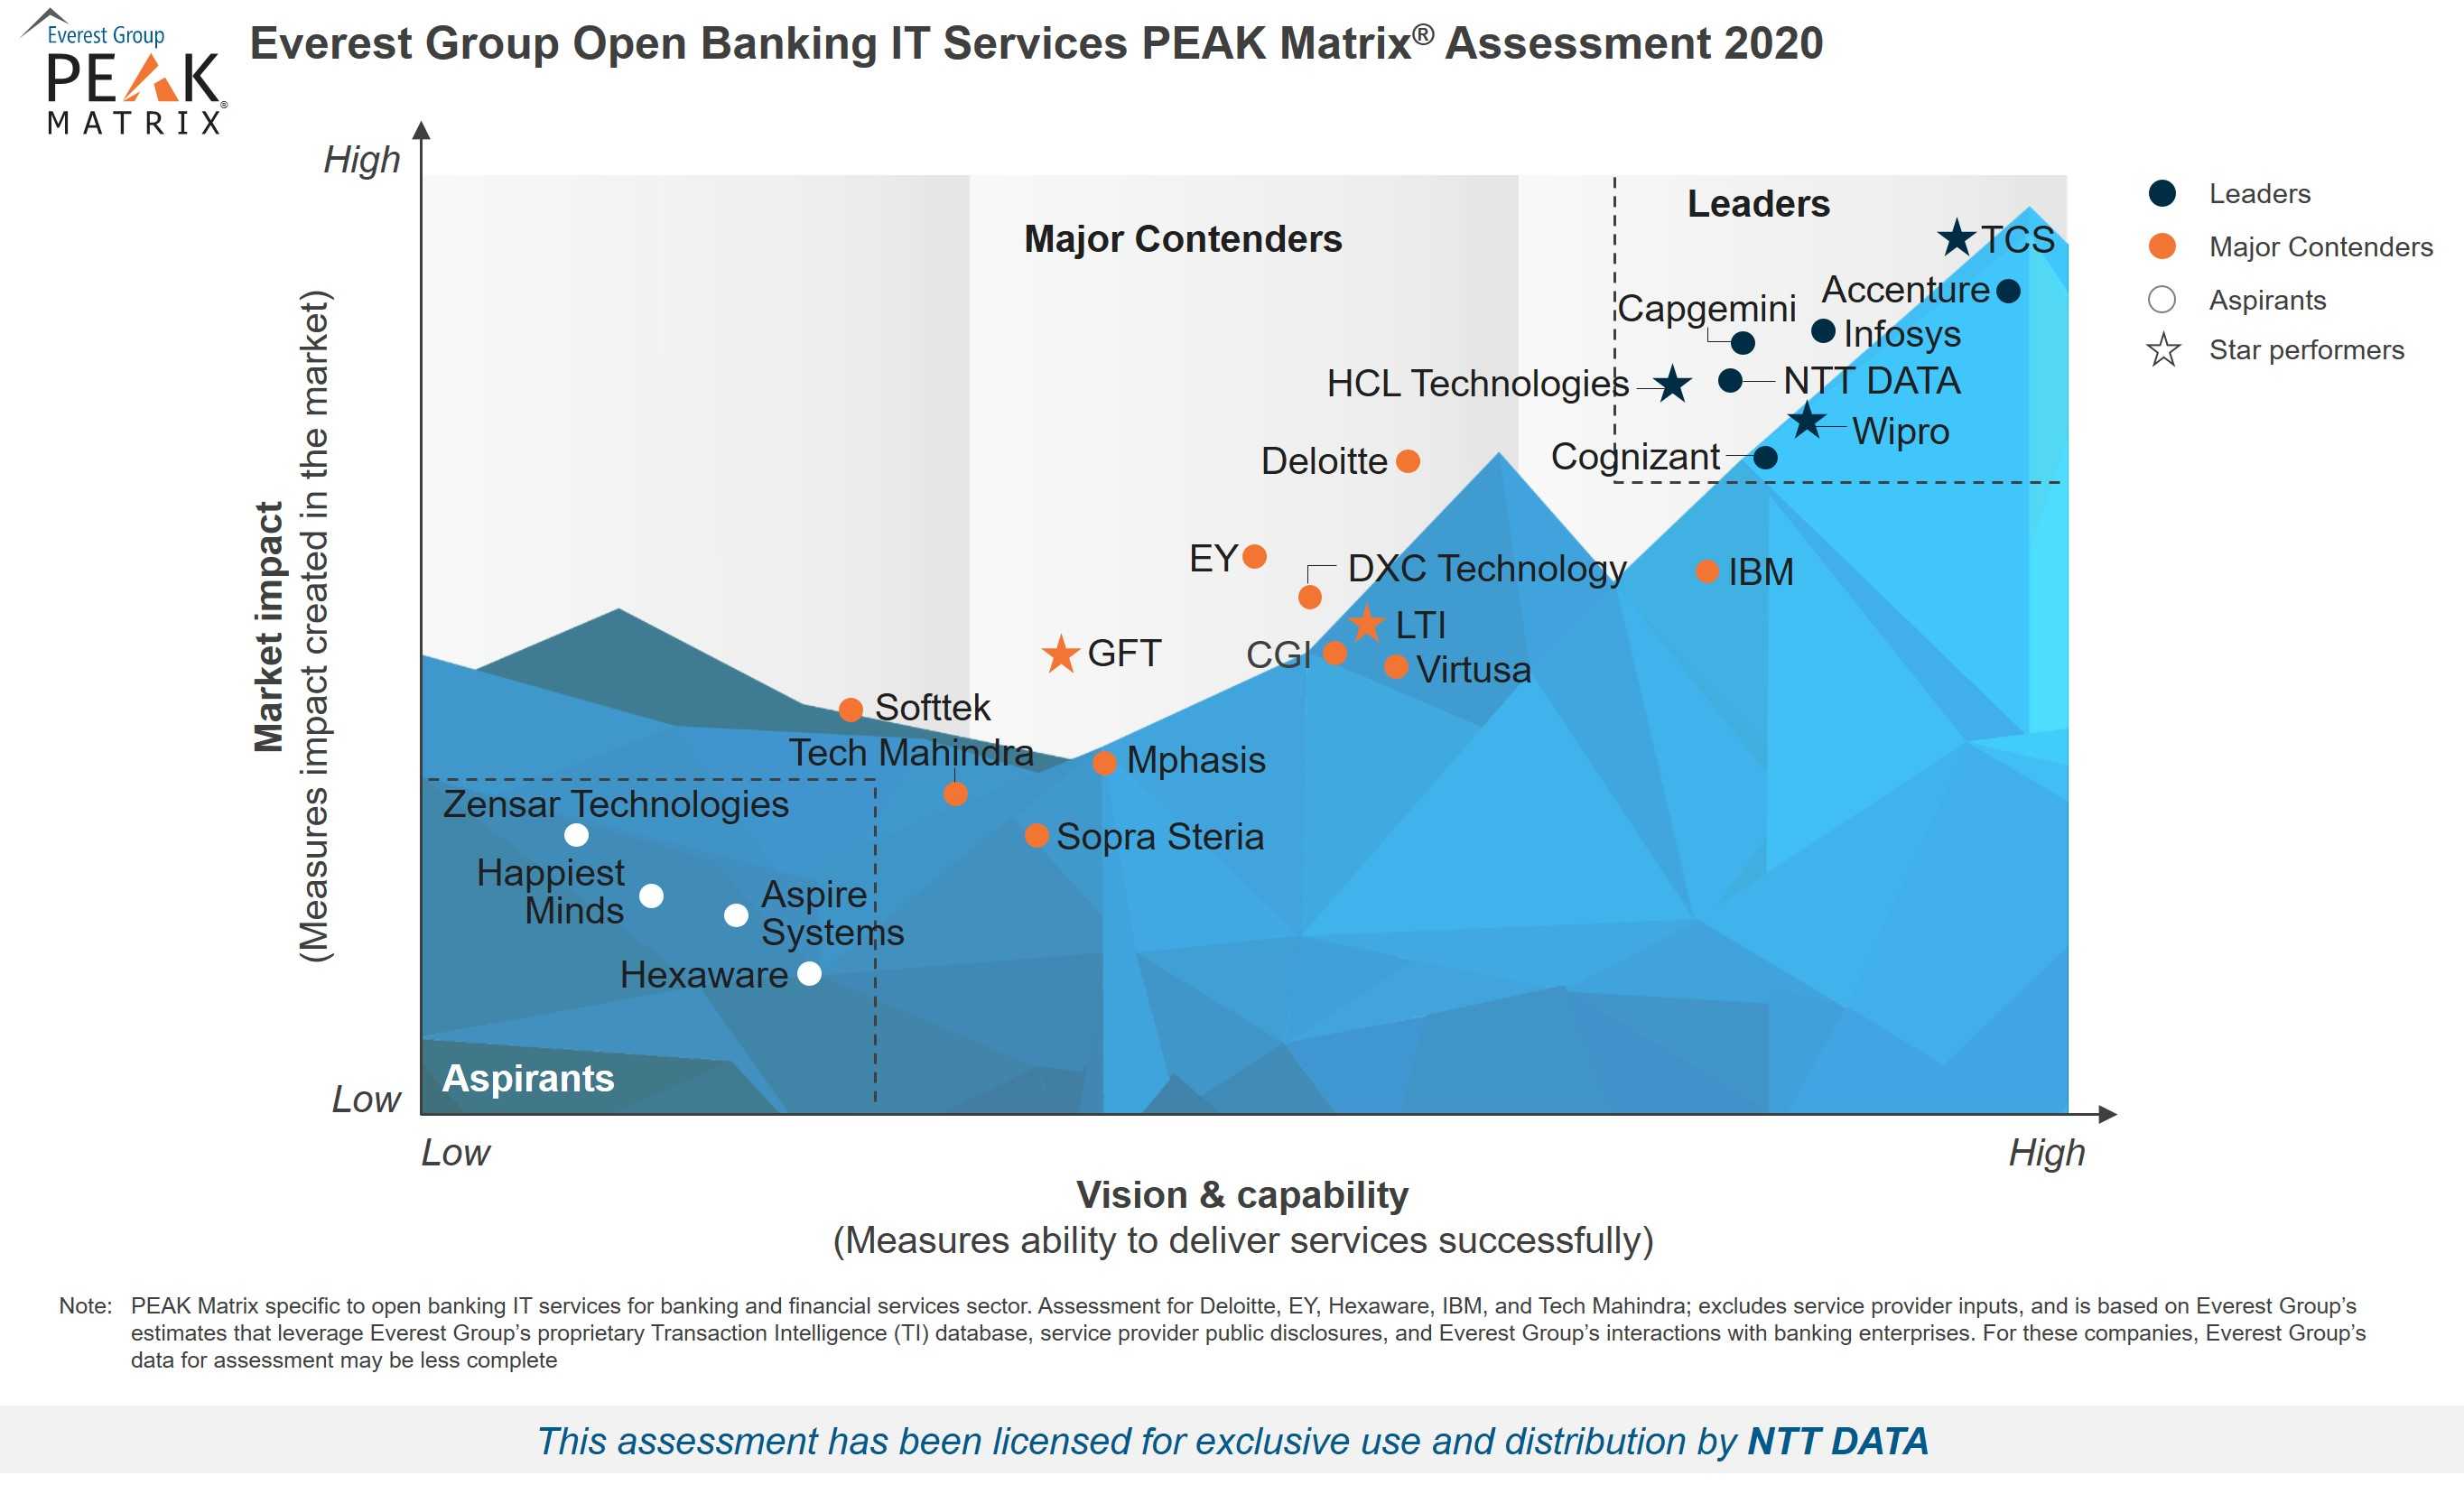 Everest Group
PEAK
MATRIX®
Everest Group Open Banking IT Services PEAK Matrix® Assessment 2020
High
Market impact
(Measures impact created in the market)
Low
Major Contenders
Leaders
TCS
Accenture
Capgemini
Infosys
HCL Technologies
NTT DATA
Wipro
Cognizant
Deloitte
EY
DXC Technology
IBM
LTI
GFT
CGI
Virtusa
Softtek
Tech Mahindra
Mphasis
Zensar Technologies
Sopra Steria
Happiest
Minds
Aspire
Systems
Hexaware
Aspirants
Leaders
Major Contenders
Aspirants
Star performers
Low
High
Vision & capability
(Measures ability to deliver services successfully)
Note: PEAK Matrix specific to open banking IT services for banking and financial services sector. Assessment for Deloitte, EY, Hexaware, IBM, and Tech Mahindra; excludes service provider inputs, and is based on Everest Group’s
estimates that leverage Everest Group’s proprietary Transaction Intelligence (TI) database, service provider public disclosures, and Everest Group’s interactions with banking enterprises. For these companies, Everest Group’s
data for assessment may be less complete
This assessment has been licensed for exclusive use and distribution by NTT DATA